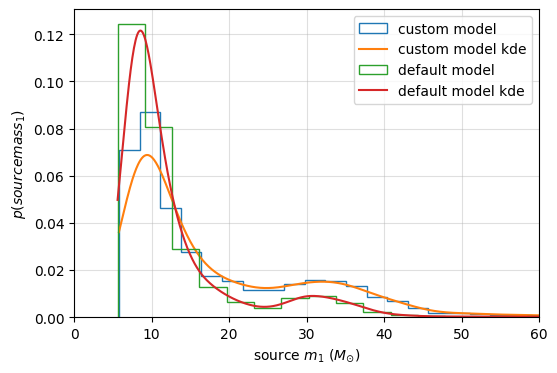 custom model
custom model kde
default model
default model kde
0.12
0.10
0.08
0.06
0.04
0.02
0.00
p(sourcemass₁)
0 10 20 30 40 50 60
source m₁ (M⊙)